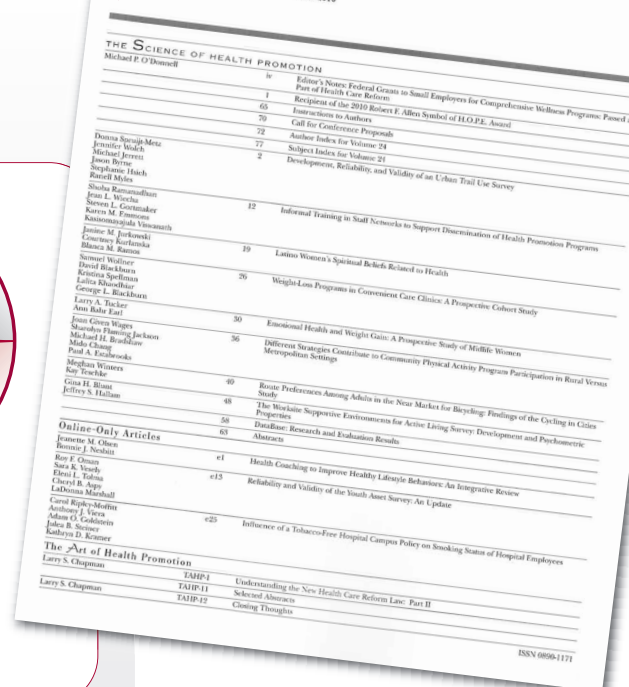 THE SCIENCE OF HEALTH PROMOTION
Michael P. O'Donnell iv Editor's Notes: Federal Grants to Small Employers for Comprehensive Wellness Programs: Passed
Part of Health Care Reform
1 Recipient of the 2010 Robert F. Allen Symbol of H.O.P.E. Award
65 Instructions to Authors
70 Call for Conference Proposals
72 Author Index for Volume 24
77 Subject Index for Volume 24
Donna Spruijt-Metz 2 Development, Reliability, and Validity of an Urban Trail Use Survey
Jennifer Wolch
Michael Jerrett
Jason Byrne
Stephanie Hsieh
Ranell Myles
Shoba Ramanadhan 12 Informal Training in Staff Networks to Support Dissemination of Health Promotion Programs
Jean L. Wiecha
Steven L. Gortmaker
Karen M. Emmons
Kasisomayajula Viswanath
Janine M. Jurkowski 19 Latino Women's Spiritual Beliefs Related to Health
Courtney Kurlanska
Blanca M. Ramos
Samuel Wollner 26 Weight-Loss Programs in Convenient Care Clinics: A Prospective Cohort Study
David Blackburn
Kristina Spellman
Lalita Khaodhiar
George L. Blackburn
Larry A. Tucker 30 Emotional Health and Weight Gain: A Prospective Study of Midlife Women
Ann Bahr Earl
Joan Given Wages 36 Different Strategies Contribute to Community Physical Activity Program Participation in Rural Versus
Sharolyn Flaming Jackson Metropolitan Settings
Michael H. Bradshaw
Mido Chang
Paul A. Estabrooks
Meghan Winters 40 Route Preferences Among Adults in the Near Market for Bicycling: Findings of the Cycling in Cities
Kay Teschke Study
Gina H. Blunt 48 The Worksite Supportive Environments for Active Living Survey: Development and Psychometric
Jeffrey S. Hallam Properties
58 DataBase: Research and Evaluation Results
63 Abstracts
Online-Only Articles
Jeanette M. Olsen e1 Health Coaching to Improve Healthy Lifestyle Behaviors: An Integrative Review
Bonnie J. Nesbitt
Roy F. Oman e13 Reliability and Validity of the Youth Asset Survey: An Update
Sara K. Vesely
Eleni L. Tolma
Cheryl B. Aspy
LaDonna Marshall
Carol Ripley-Moffitt e25 Influence of a Tobacco-Free Hospital Campus Policy on Smoking Status of Hospital Employees
Anthony J. Viera
Adam O. Goldstein
Julea B. Steiner
Kathryn D. Kramer
The Art of Health Promotion
Larry S. Chapman TAHP-1 Understanding the New Health Care Reform Law: Part II
TAHP-11 Selected Abstracts
Larry S. Chapman TAHP-12 Closing Thoughts
ISSN 0890-1171